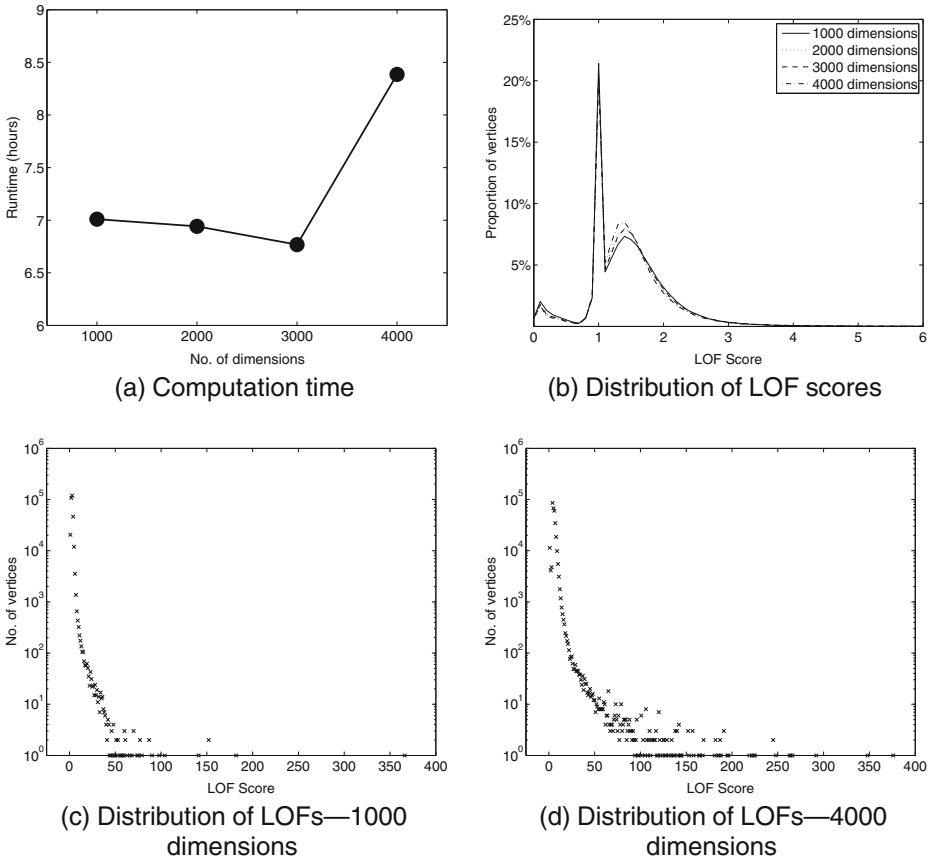 9
8.5
8
7.5
7
6.5
6
Runtime (hours)
1000 2000 3000 4000
No. of dimensions
(a) Computation time
25%
20%
15%
10%
5%
Proportion of vertices
1000 dimensions
2000 dimensions
3000 dimensions
4000 dimensions
0 1 2 3 4 5 6
LOF Score
(b) Distribution of LOF scores
10^6
10^5
10^4
10^3
10^2
10^1
10^0
No. of vertices
0 50 100 150 200 250 300 350 400
LOF Score
(c) Distribution of LOFs—1000
dimensions
10^6
10^5
10^4
10^3
10^2
10^1
10^0
No. of vertices
0 50 100 150 200 250 300 350 400
LOF Score
(d) Distribution of LOFs—4000
dimensions